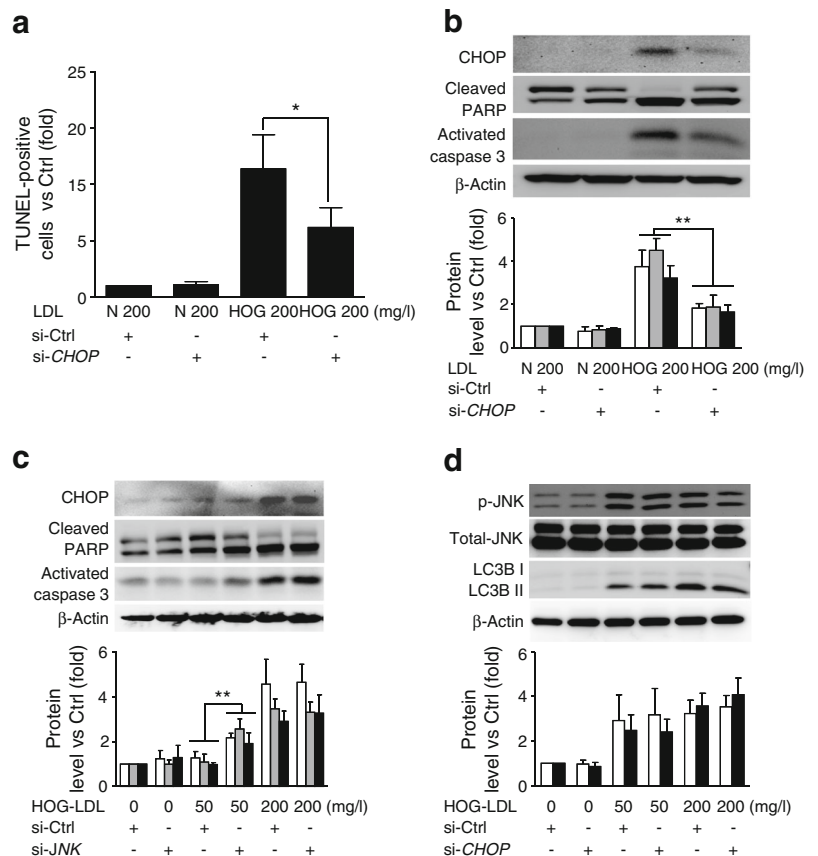 a
TUNEL-positive
cells vs Ctrl (fold)
25
20
15
5
0
*
LDL N 200 N 200 HOG 200 HOG 200 (mg/l)
si-Ctrl + - + -
si-CHOP - + - +
b
CHOP
Cleaved
PARP
Activated
caspase 3
β-Actin
Protein
level vs Ctrl (fold)
6
4
2
0
**
LDL N 200 N 200 HOG 200 HOG 200 (mg/l)
si-Ctrl + - + -
si-CHOP - + - +
c
CHOP
Cleaved
PARP
Activated
caspase 3
β-Actin
Protein
level vs Ctrl (fold)
6
4
2
0
**
HOG-LDL 0 0 50 50 200 200 (mg/l)
si-Ctrl + - + - + -
si-JNK - + - + - +
d
p-JNK
Total-JNK
LC3B I
LC3B II
β-Actin
Protein
level vs Ctrl (fold)
6
4
2
0
HOG-LDL 0 0 50 50 200 200 (mg/l)
si-Ctrl + - + - + -
si-CHOP - + - + - +